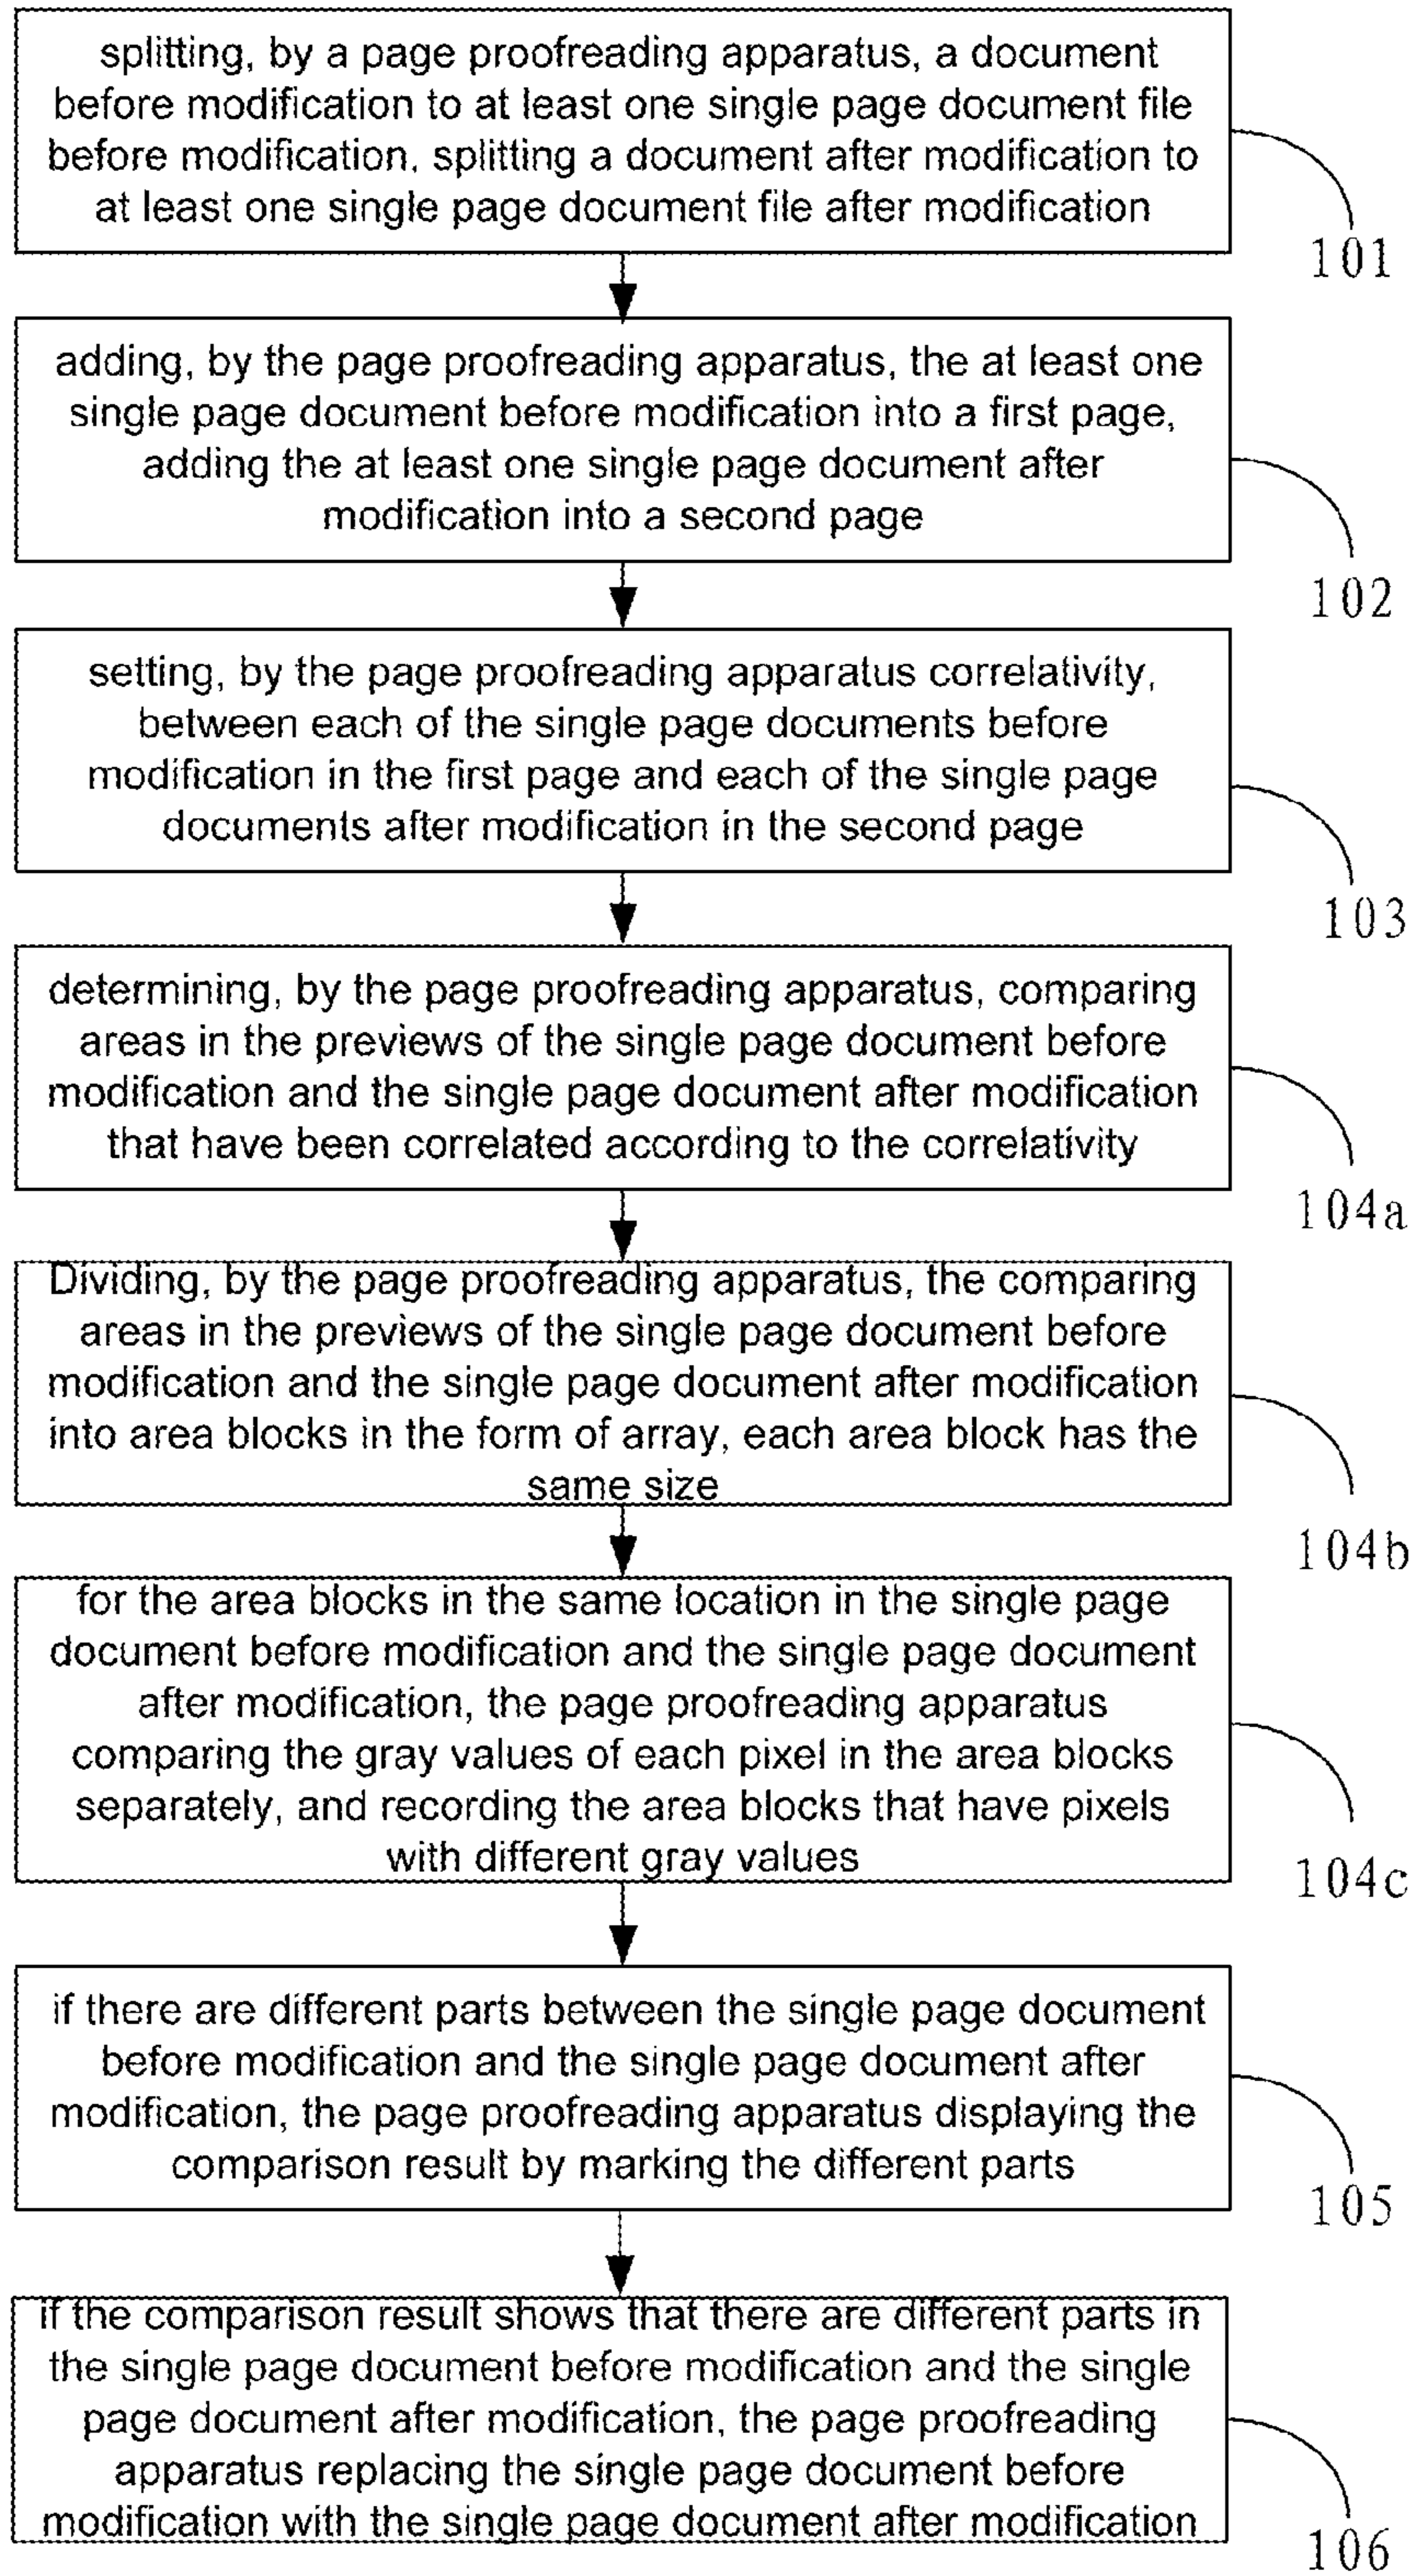 splitting, by a page proofreading apparatus, a document
before modification to at least one single page document file
before modification, splitting a document after modification to
at least one single page document file after modification
101
adding, by the page proofreading apparatus, the at least one
single page document before modification into a first page,
adding the at least one single page document after
modification into a second page
102
setting, by the page proofreading apparatus correlativity,
between each of the single page documents before
modification in the first page and each of the single page
documents after modification in the second page
103
determining, by the page proofreading apparatus, comparing
areas in the previews of the single page document before
modification and the single page document after modification
that have been correlated according to the correlativity
104a
Dividing, by the page proofreading apparatus, the comparing
areas in the previews of the single page document before
modification and the single page document after modification
into area blocks in the form of array, each area block has the
same size
104b
for the area blocks in the same location in the single page
document before modification and the single page document
after modification, the page proofreading apparatus
comparing the gray values of each pixel in the area blocks
separately, and recording the area blocks that have pixels
with different gray values
104c
if there are different parts between the single page document
before modification and the single page document after
modification, the page proofreading apparatus displaying the
comparison result by marking the different parts
105
if the comparison result shows that there are different parts in
the single page document before modification and the single
page document after modification, the page proofreading
apparatus replacing the single page document before
modification with the single page document after modification
106